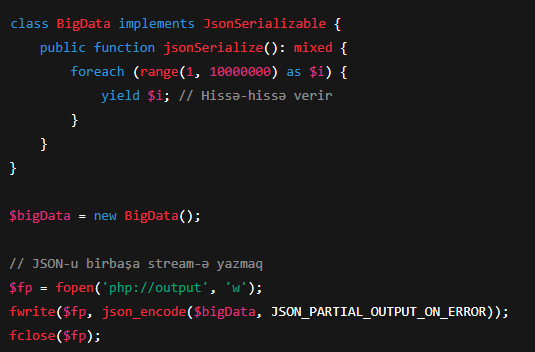 class BigData implements JsonSerializable {
    public function jsonSerialize(): mixed {
        foreach (range(1, 10000000) as $i) {
            yield $i; // Hissə-hissə verir
        }
    }
}

$bigData = new BigData();

// JSON-u birbaşa stream-ə yazmaq
$fp = fopen('php://output', 'w');
fwrite($fp, json_encode($bigData, JSON_PARTIAL_OUTPUT_ON_ERROR));
fclose($fp);